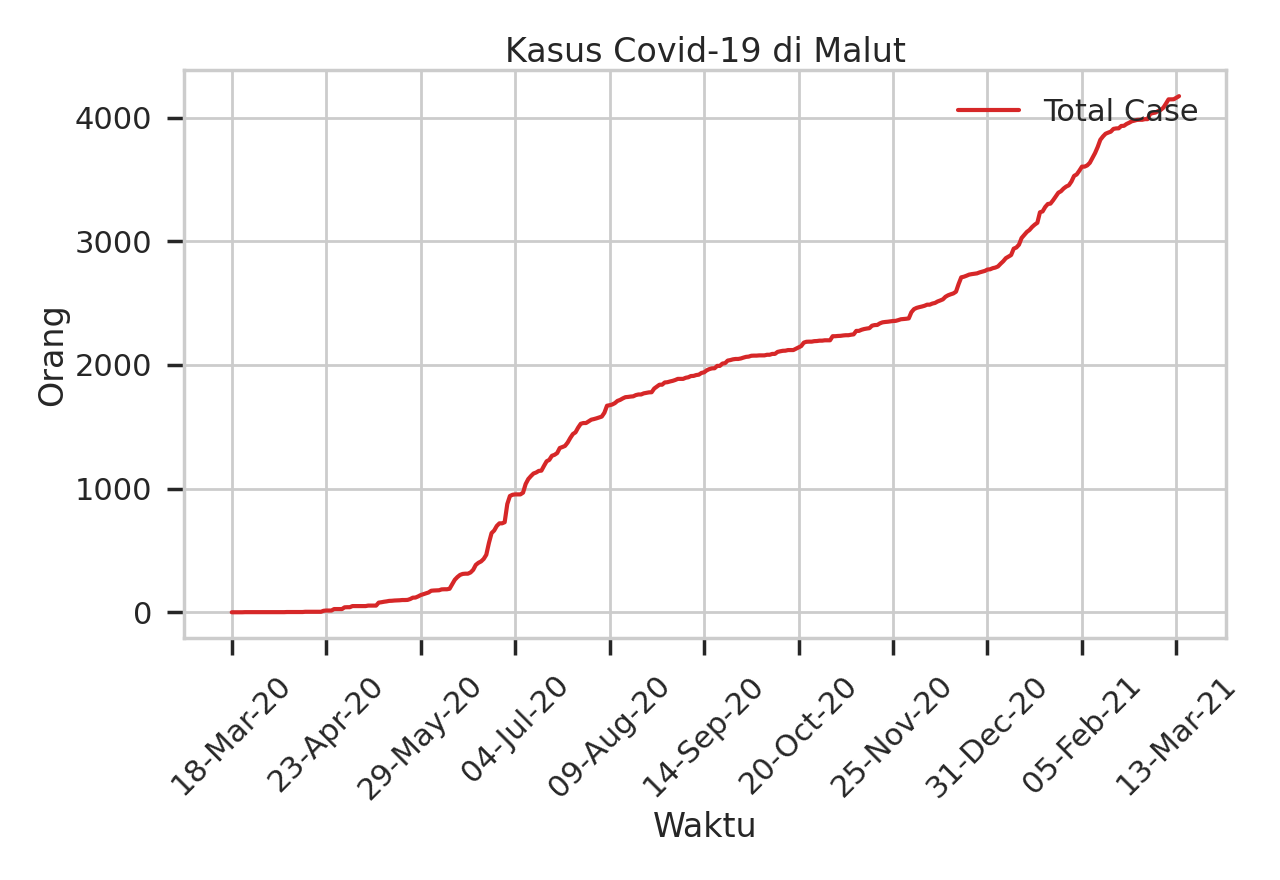 Kasus Covid-19 di Malut
Total Case
Orang
4000
3000
2000
1000
0
18-Mar-20
23-Apr-20
29-May-20
04-Jul-20
09-Aug-20
14-Sep-20
20-Oct-20
25-Nov-20
31-Dec-20
05-Feb-21
13-Mar-21
Waktu